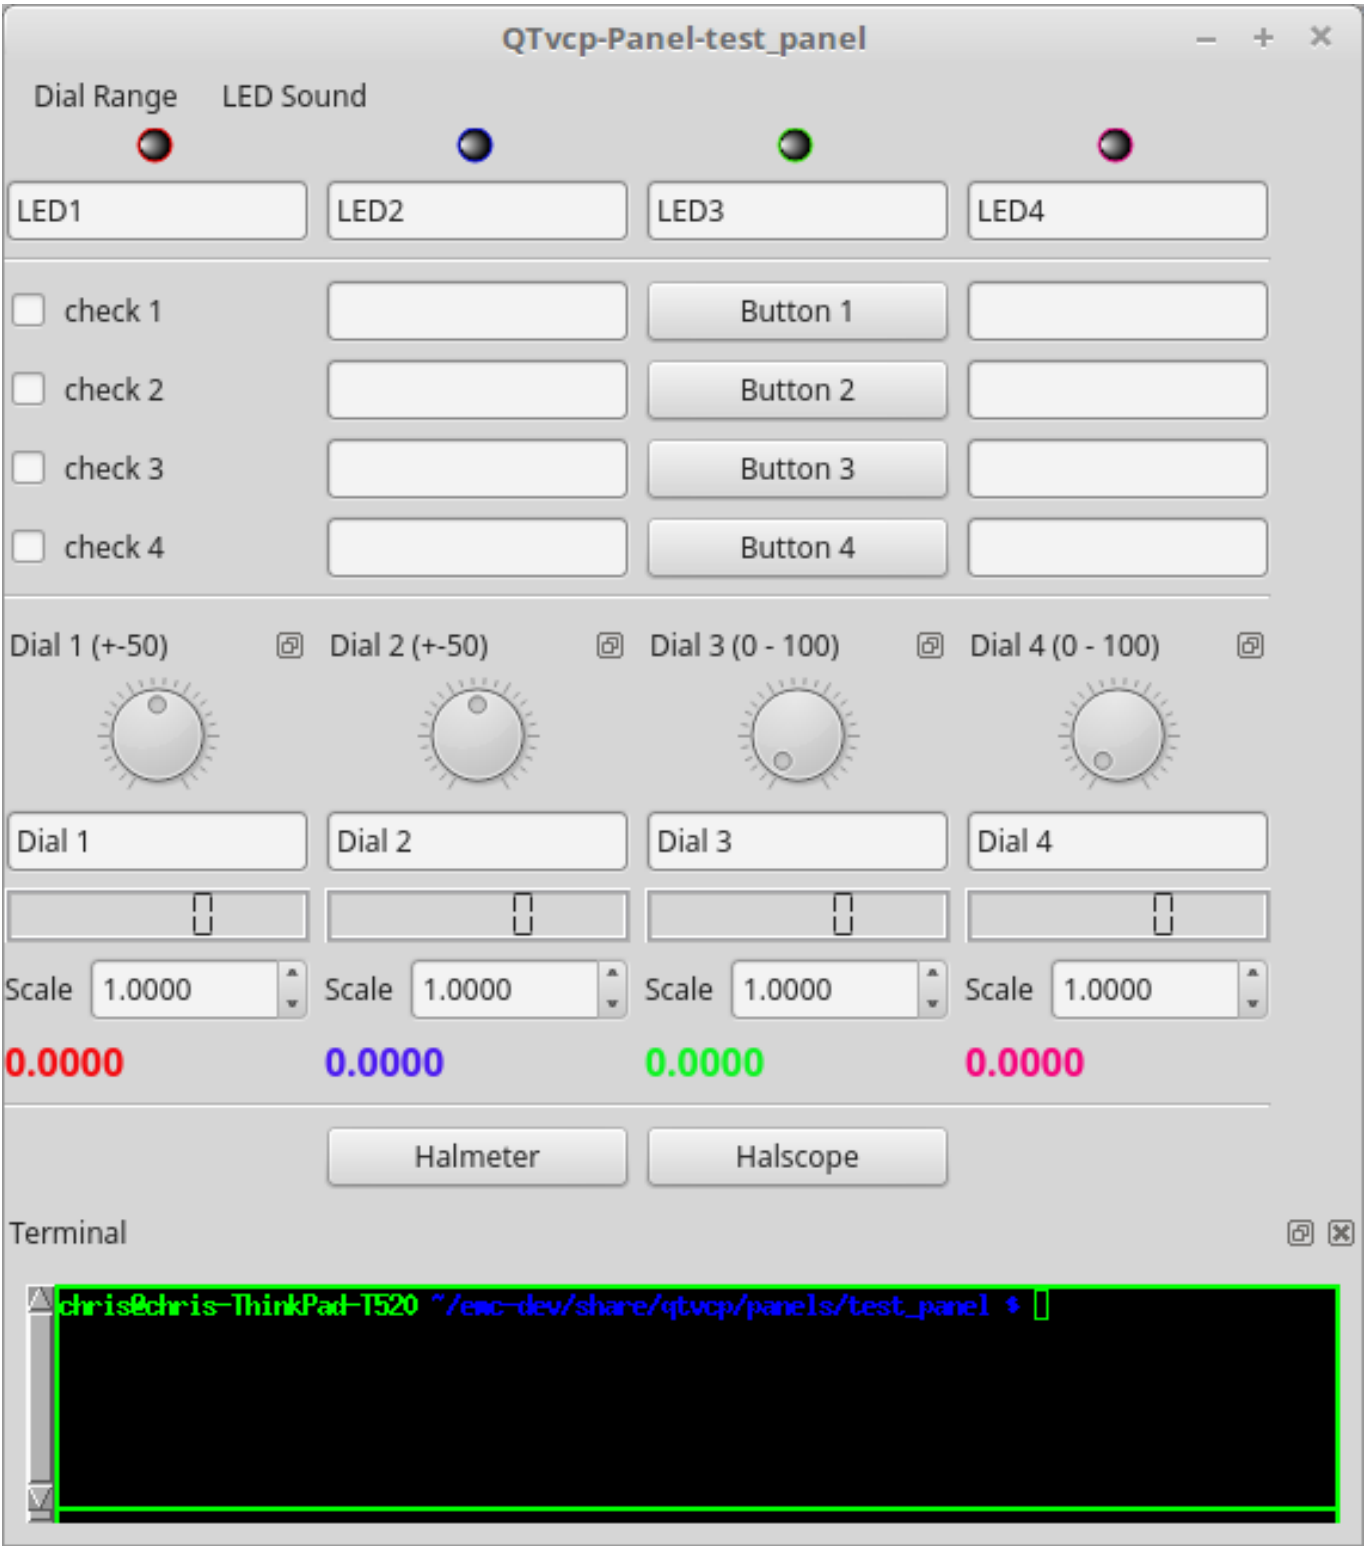 QTvcp-Panel-test_panel
Dial Range LED Sound
LED1 LED2 LED3 LED4
check 1 Button 1
check 2 Button 2
check 3 Button 3
check 4 Button 4
Dial 1 (+-50) Dial 2 (+-50) Dial 3 (0 - 100) Dial 4 (0 - 100)
Dial 1 Dial 2 Dial 3 Dial 4
0 0 0 0
Scale 1.0000 Scale 1.0000 Scale 1.0000 Scale 1.0000
0.0000 0.0000 0.0000 0.0000
Halmeter Halscope
Terminal
chris@chris-ThinkPad-T520 ~/emc-dev/share/qtvcp/panels/test_panel $